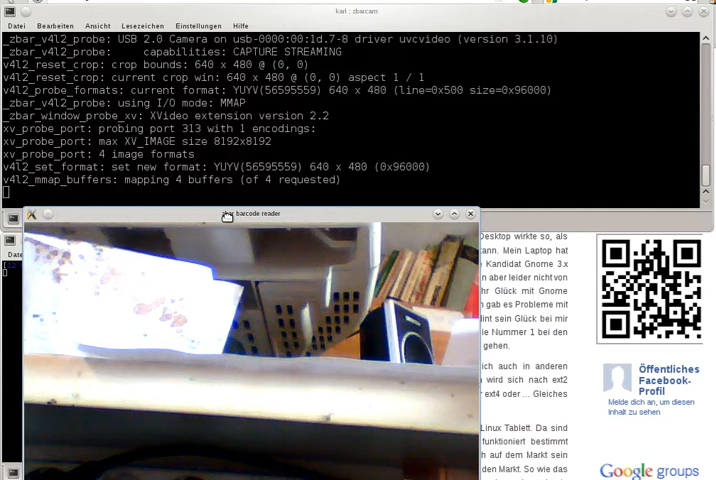 karl : zbarcam
Datei Bearbeiten Ansicht Lesezeichen Einstellungen Hilfe
_zbar_v4l2_probe: USB 2.0 Camera on usb-0000:00:1d.7-8 driver uvcvideo (version 3.1.10)
_zbar_v4l2_probe:     capabilities: CAPTURE STREAMING
v4l2_reset_crop: crop bounds: 640 x 480 @ (0, 0)
v4l2_reset_crop: current crop win: 640 x 480 @ (0, 0) aspect 1 / 1
v4l2_probe_formats: current format: YUYV(56595559) 640 x 480 (line=0x500 size=0x96000)
_zbar_v4l2_probe: using I/O mode: MMAP
_zbar_window_probe_xv: XVideo extension version 2.2
xv_probe_port: probing port 313 with 1 encodings:
xv_probe_port: max XV_IMAGE size 8192x8192
xv_probe_port: 4 image formats
v4l2_set_format: set new format: YUYV(56595559) 640 x 480 (0x96000)
v4l2_mmap_buffers: mapping 4 buffers (of 4 requested)
barcode reader
Desktop wirkte so, als
ann. Mein Laptop hat
Kandidat Gnome 3.x
n aber leider nicht von
hr Glück mit Gnome
n gab es Probleme mit
lint sein Glück bei mir
ie Nummer 1 bei den
gehen.
ich auch in anderen
wird sich nach ext2
ext4 oder ... Gleiches
Linux Tablett. Da sind
funktioniert bestimmt
h auf dem Markt sein
den Markt. So wie das
Öffentliches
Facebook-
Profil
Melde dich an, um diesen
Inhalt zu sehen
Google groups